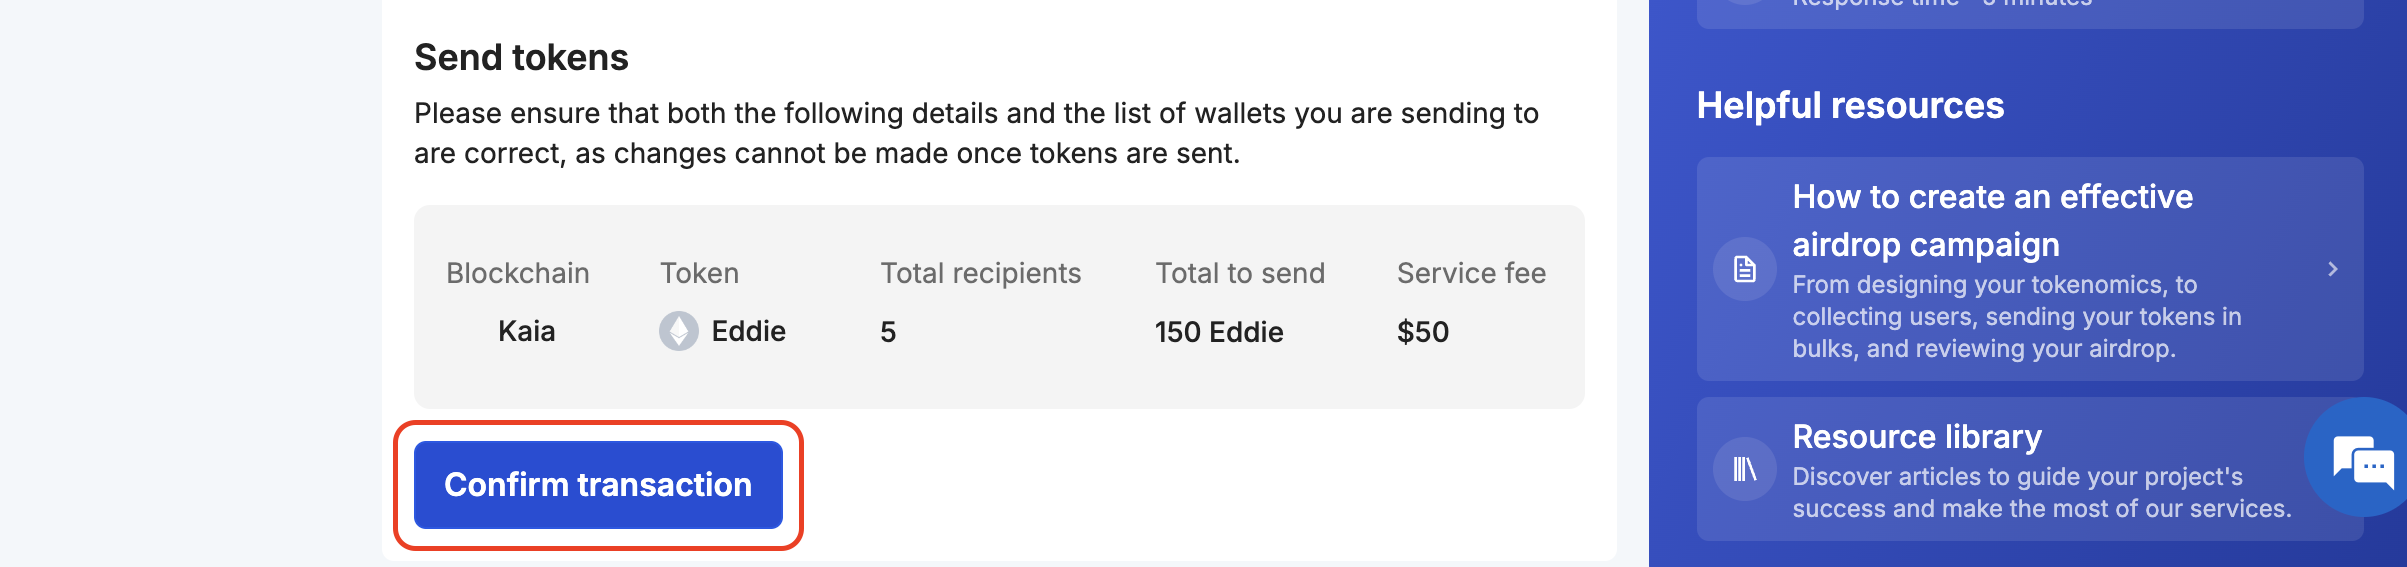 Send tokens
Please ensure that both the following details and the list of wallets you are sending to
are correct, as changes cannot be made once tokens are sent.
Blockchain Token Total recipients Total to send Service fee
Kaia Eddie 5 150 Eddie $50
Confirm transaction
Response time 5 minutes
Helpful resources
How to create an effective
airdrop campaign
From designing your tokenomics, to
collecting users, sending your tokens in
bulks, and reviewing your airdrop.
Resource library
Discover articles to guide your project's
success and make the most of our services.